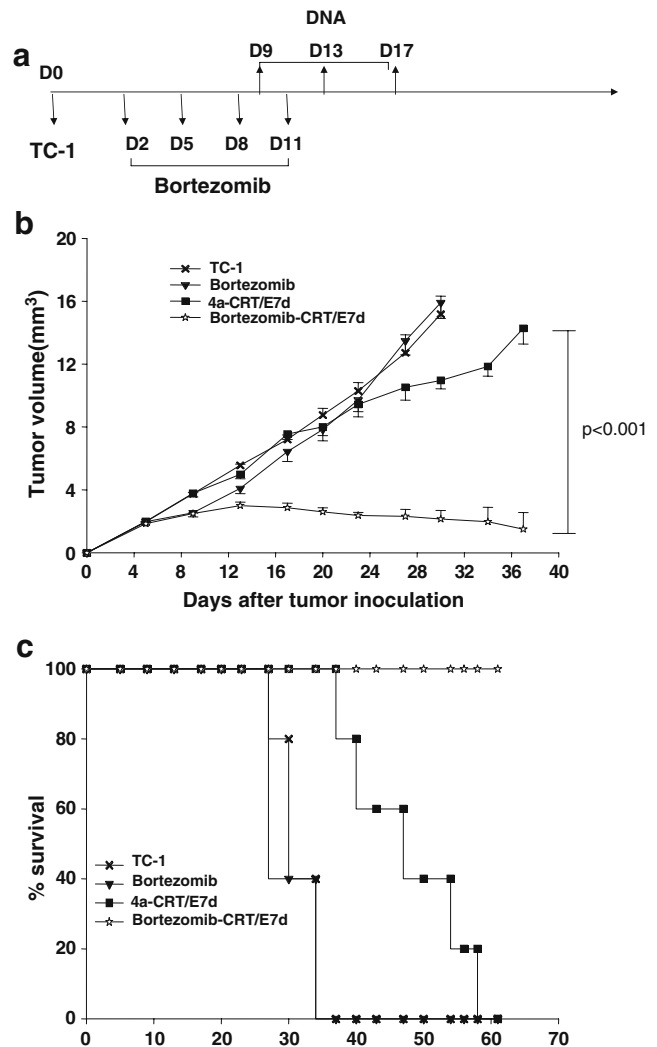 a
DNA
D0
D9 D13 D17
TC-1
D2 D5 D8 D11
Bortezomib
b
Tumor volume(mm³)
20
16
12
8
4
0
TC-1
Bortezomib
4a-CRT/E7d
Bortezomib-CRT/E7d
p<0.001
0 4 8 12 16 20 24 28 32 36 40
Days after tumor inoculation
c
% survival
100
80
60
40
20
0
TC-1
Bortezomib
4a-CRT/E7d
Bortezomib-CRT/E7d
0 10 20 30 40 50 60 70